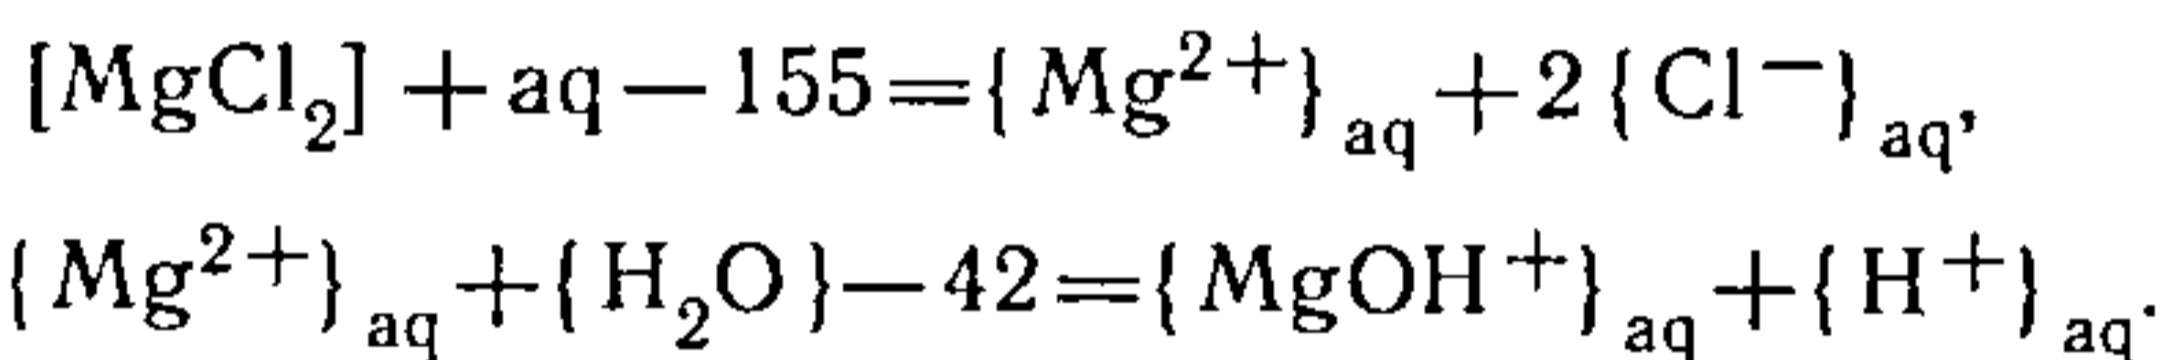 [MgCl₂] + aq − 155 = {Mg²⁺}aq + 2{Cl⁻}aq,
{Mg²⁺}aq + {H₂O} − 42 = {MgOH⁺}aq + {H⁺}aq.